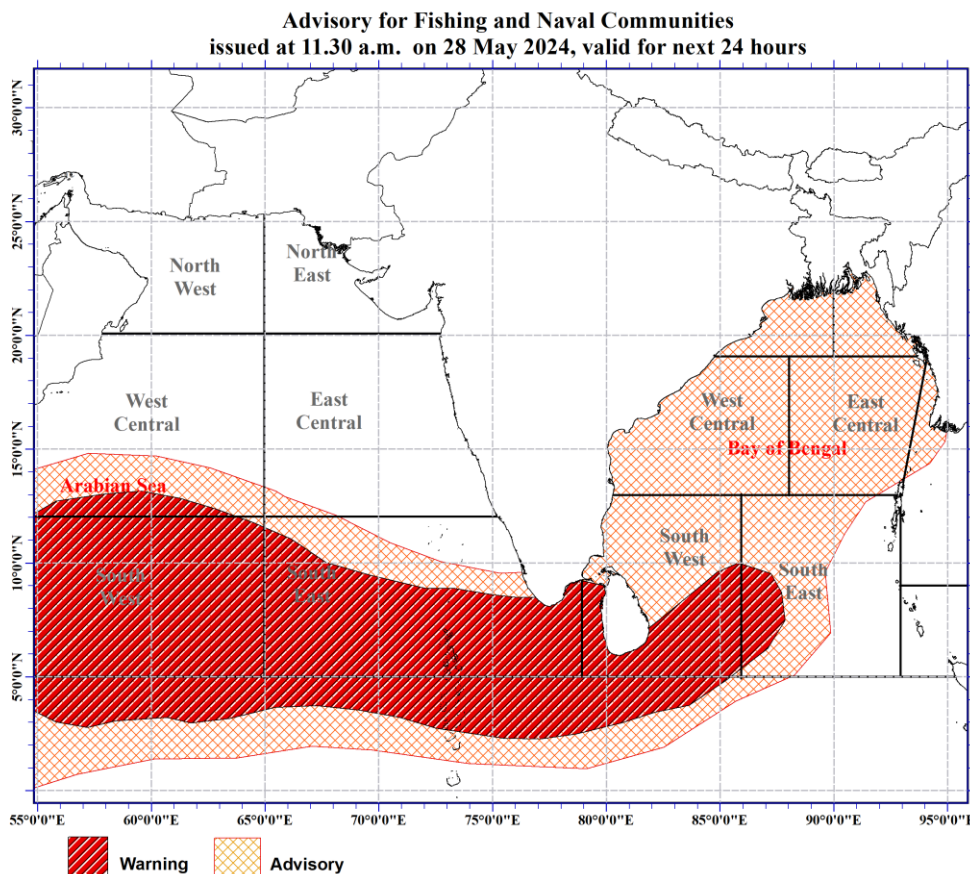 Advisory for Fishing and Naval Communities
issued at 11.30 a.m. on 28 May 2024, valid for next 24 hours
30°0'0"N
25°0'0"N
20°0'0"N
15°0'0"N
10°0'0"N
5°0'0"N
North
West
North
East
West
Central
East
Central
West
Central
East
Central
Bay of Bengal
Arabian Sea
South
West
South
East
South
West
South
East
55°0'0"E 60°0'0"E 65°0'0"E 70°0'0"E 75°0'0"E 80°0'0"E 85°0'0"E 90°0'0"E 95°0'0"E
Warning Advisory